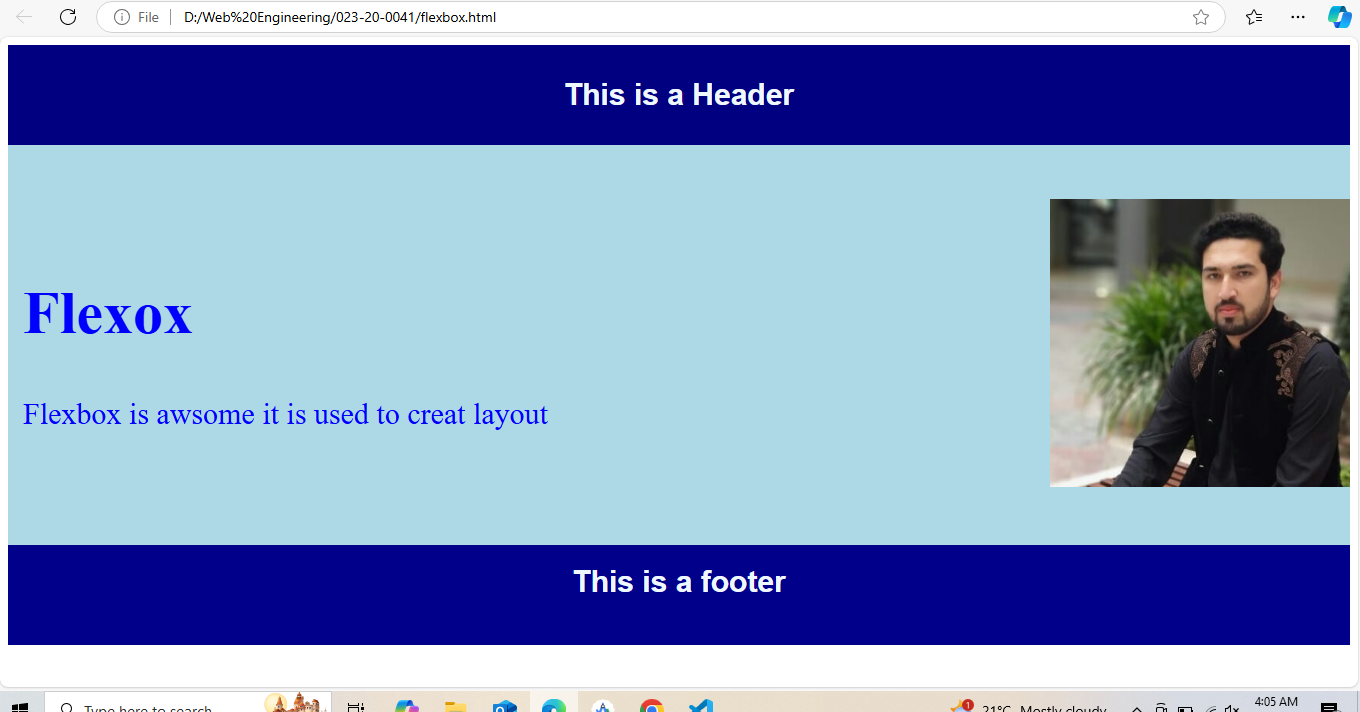 File
D:/Web%20Engineering/023-20-0041/flexbox.html
This is a Header
Flexox
Flexbox is awsome it is used to creat layout
This is a footer
Type here to search
1
21°C Mostly cloudy
4:05 AM